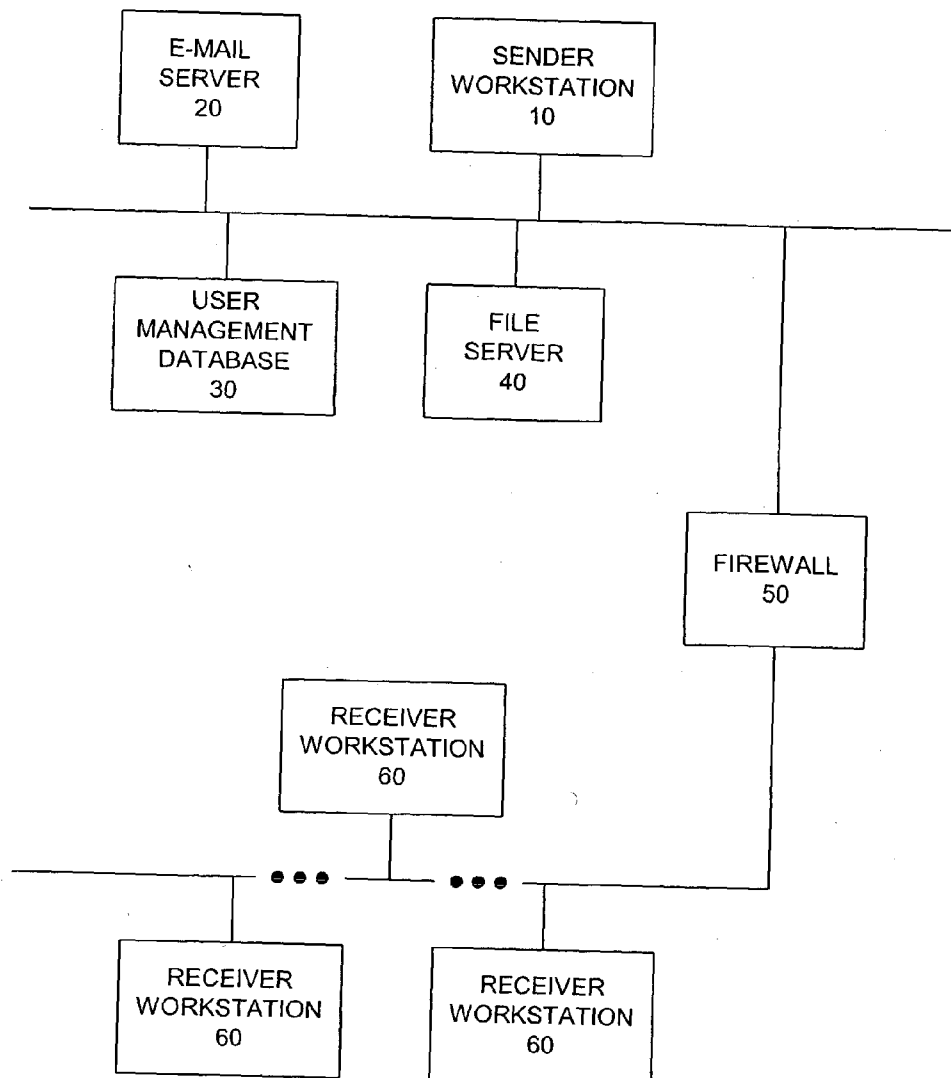 E-MAIL
SERVER
20
SENDER
WORKSTATION
10
USER
MANAGEMENT
DATABASE
30
FILE
SERVER
40
FIREWALL
50
RECEIVER
WORKSTATION
60
RECEIVER
WORKSTATION
60
RECEIVER
WORKSTATION
60